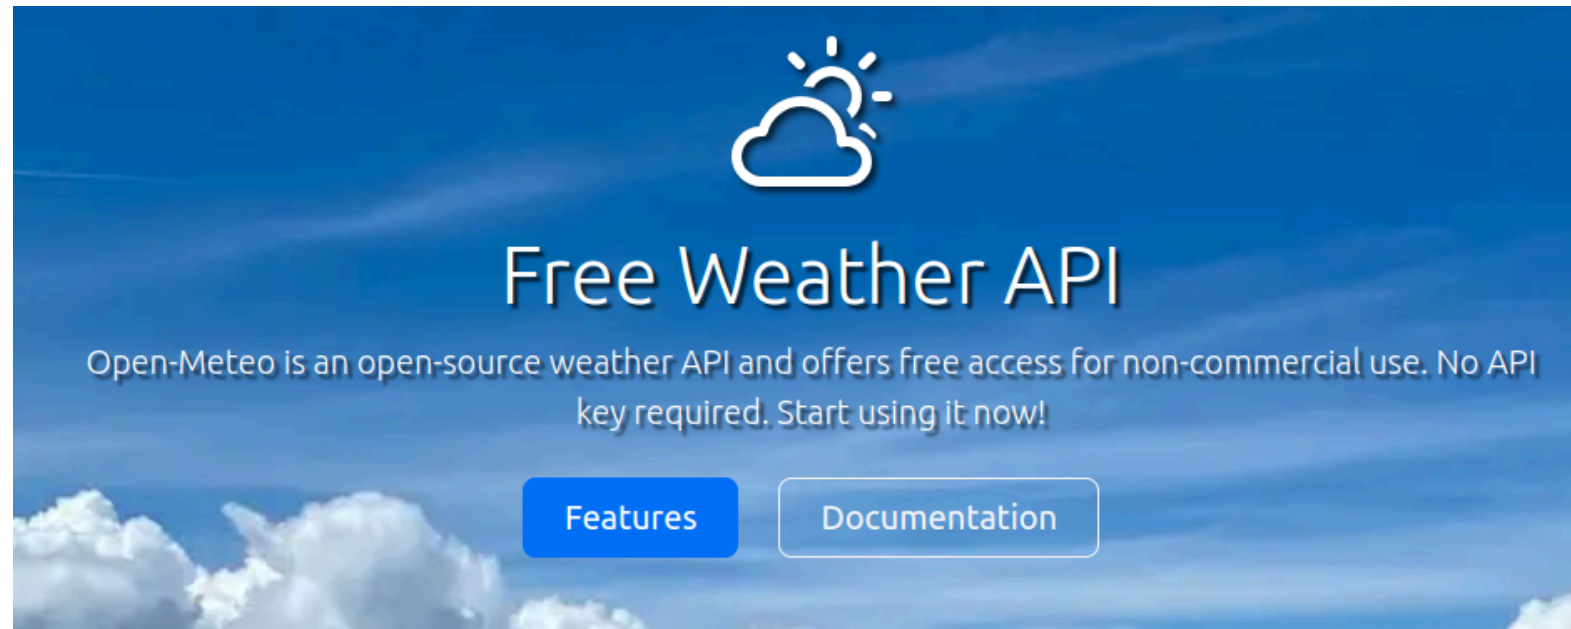 Free Weather API
Open-Meteo is an open-source weather API and offers free access for non-commercial use. No API
key required. Start using it now!
Features
Documentation